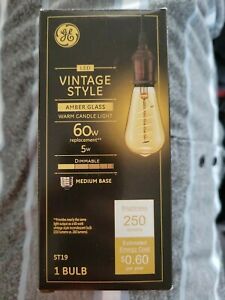 GE
LED
VINTAGE
STYLE
AMBER GLASS
WARM CANDLE LIGHT
60W
replacement**
5W
DIMMABLE
MEDIUM BASE
ST19
1 BULB
Brightness
250
lumens
Estimated
Energy Cost
$0.60
per year